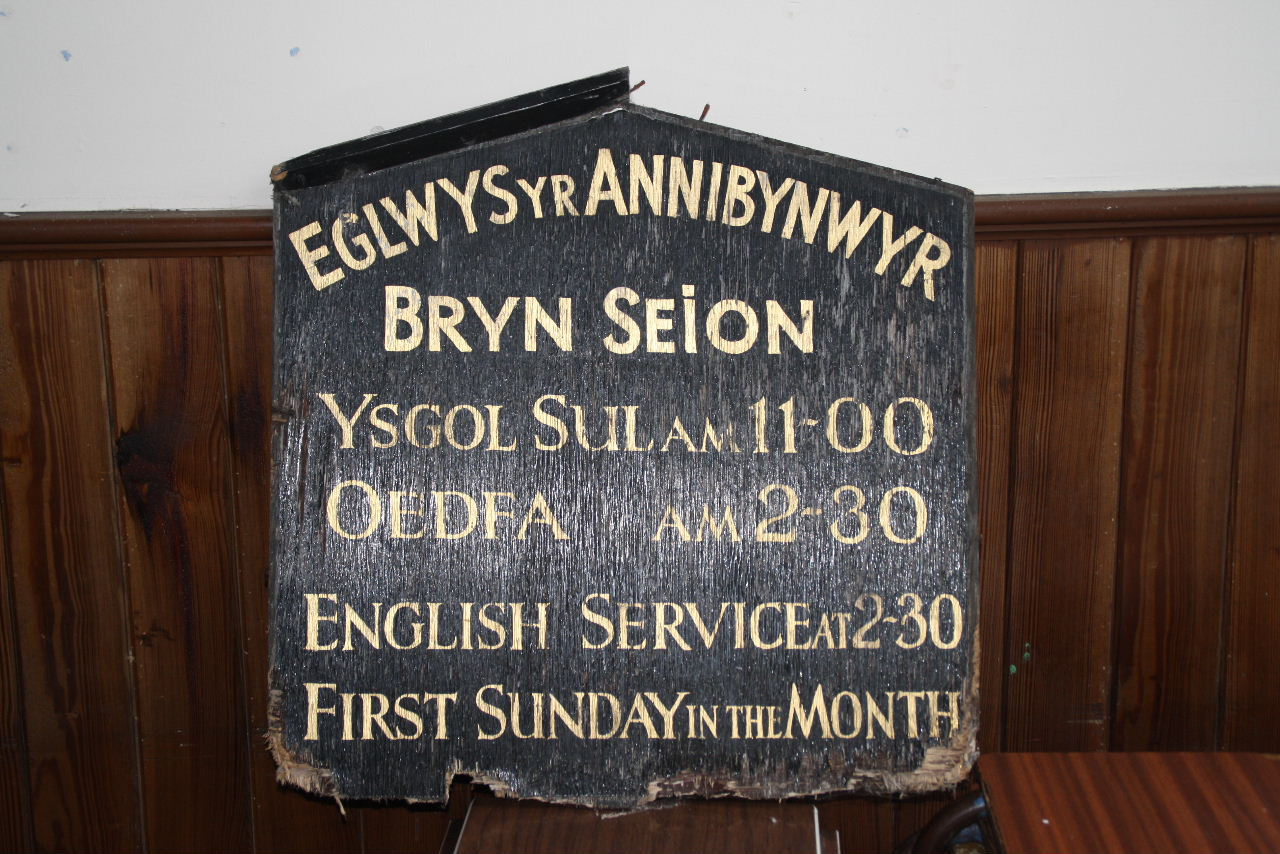 EGLWYS YR ANNIBYNWYR
BRYN SEiON
YSGOL SUL AM 11-00
OEDFA AM 2-30
ENGLISH SERVICE AT 2-30
FIRST SUNDAY IN THE MONTH